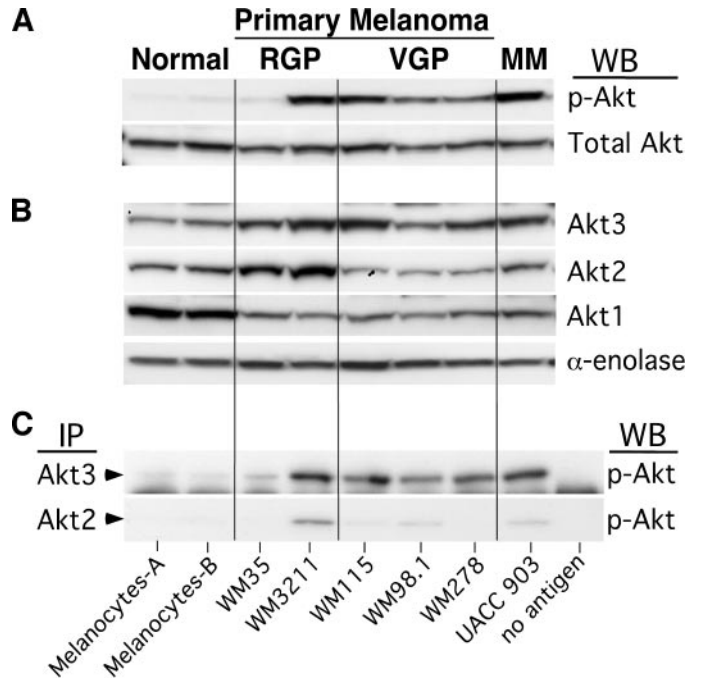 A
Primary Melanoma
Normal RGP VGP MM WB
p-Akt
Total Akt
B
Akt3
Akt2
Akt1
α-enolase
C
IP WB
Akt3 p-Akt
Akt2 p-Akt
Melanocytes-A Melanocytes-B WM35 WM3211 WM115 WM98.1 WM278 UACC 903 no antigen